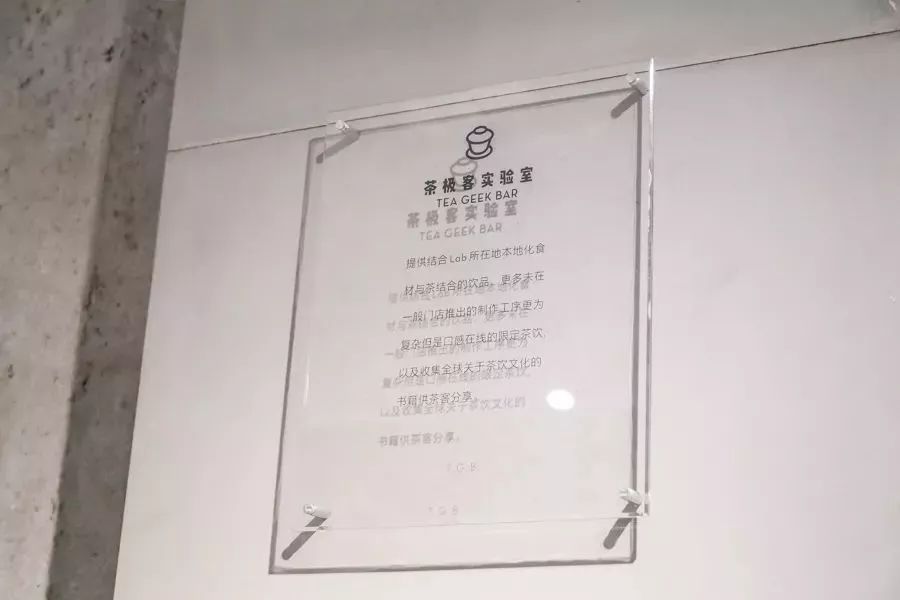 茶极客实验室
TEA GEEK BAR
提供结合 Lab 所在地本地化食
材与茶结合的饮品，更多未在
一般门店推出的制作工序更为
复杂但是口感在线的限定茶饮，
以及收集全球关于茶饮文化的
书籍供茶客分享。
T G B